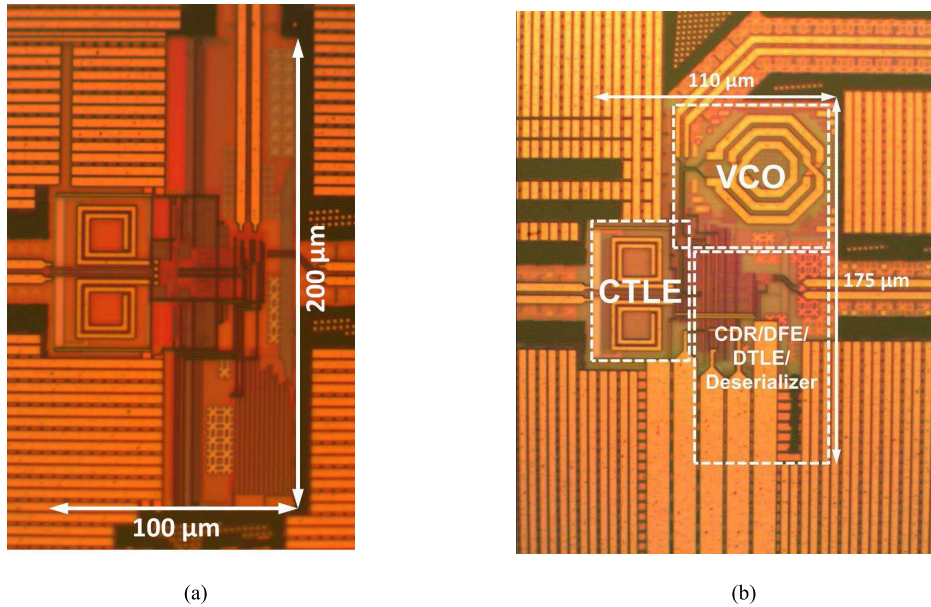 200 µm
100 µm
(a)
110 µm
VCO
175 µm
CTLE
CDR/DFE/
DTLE/
Deserializer
(b)